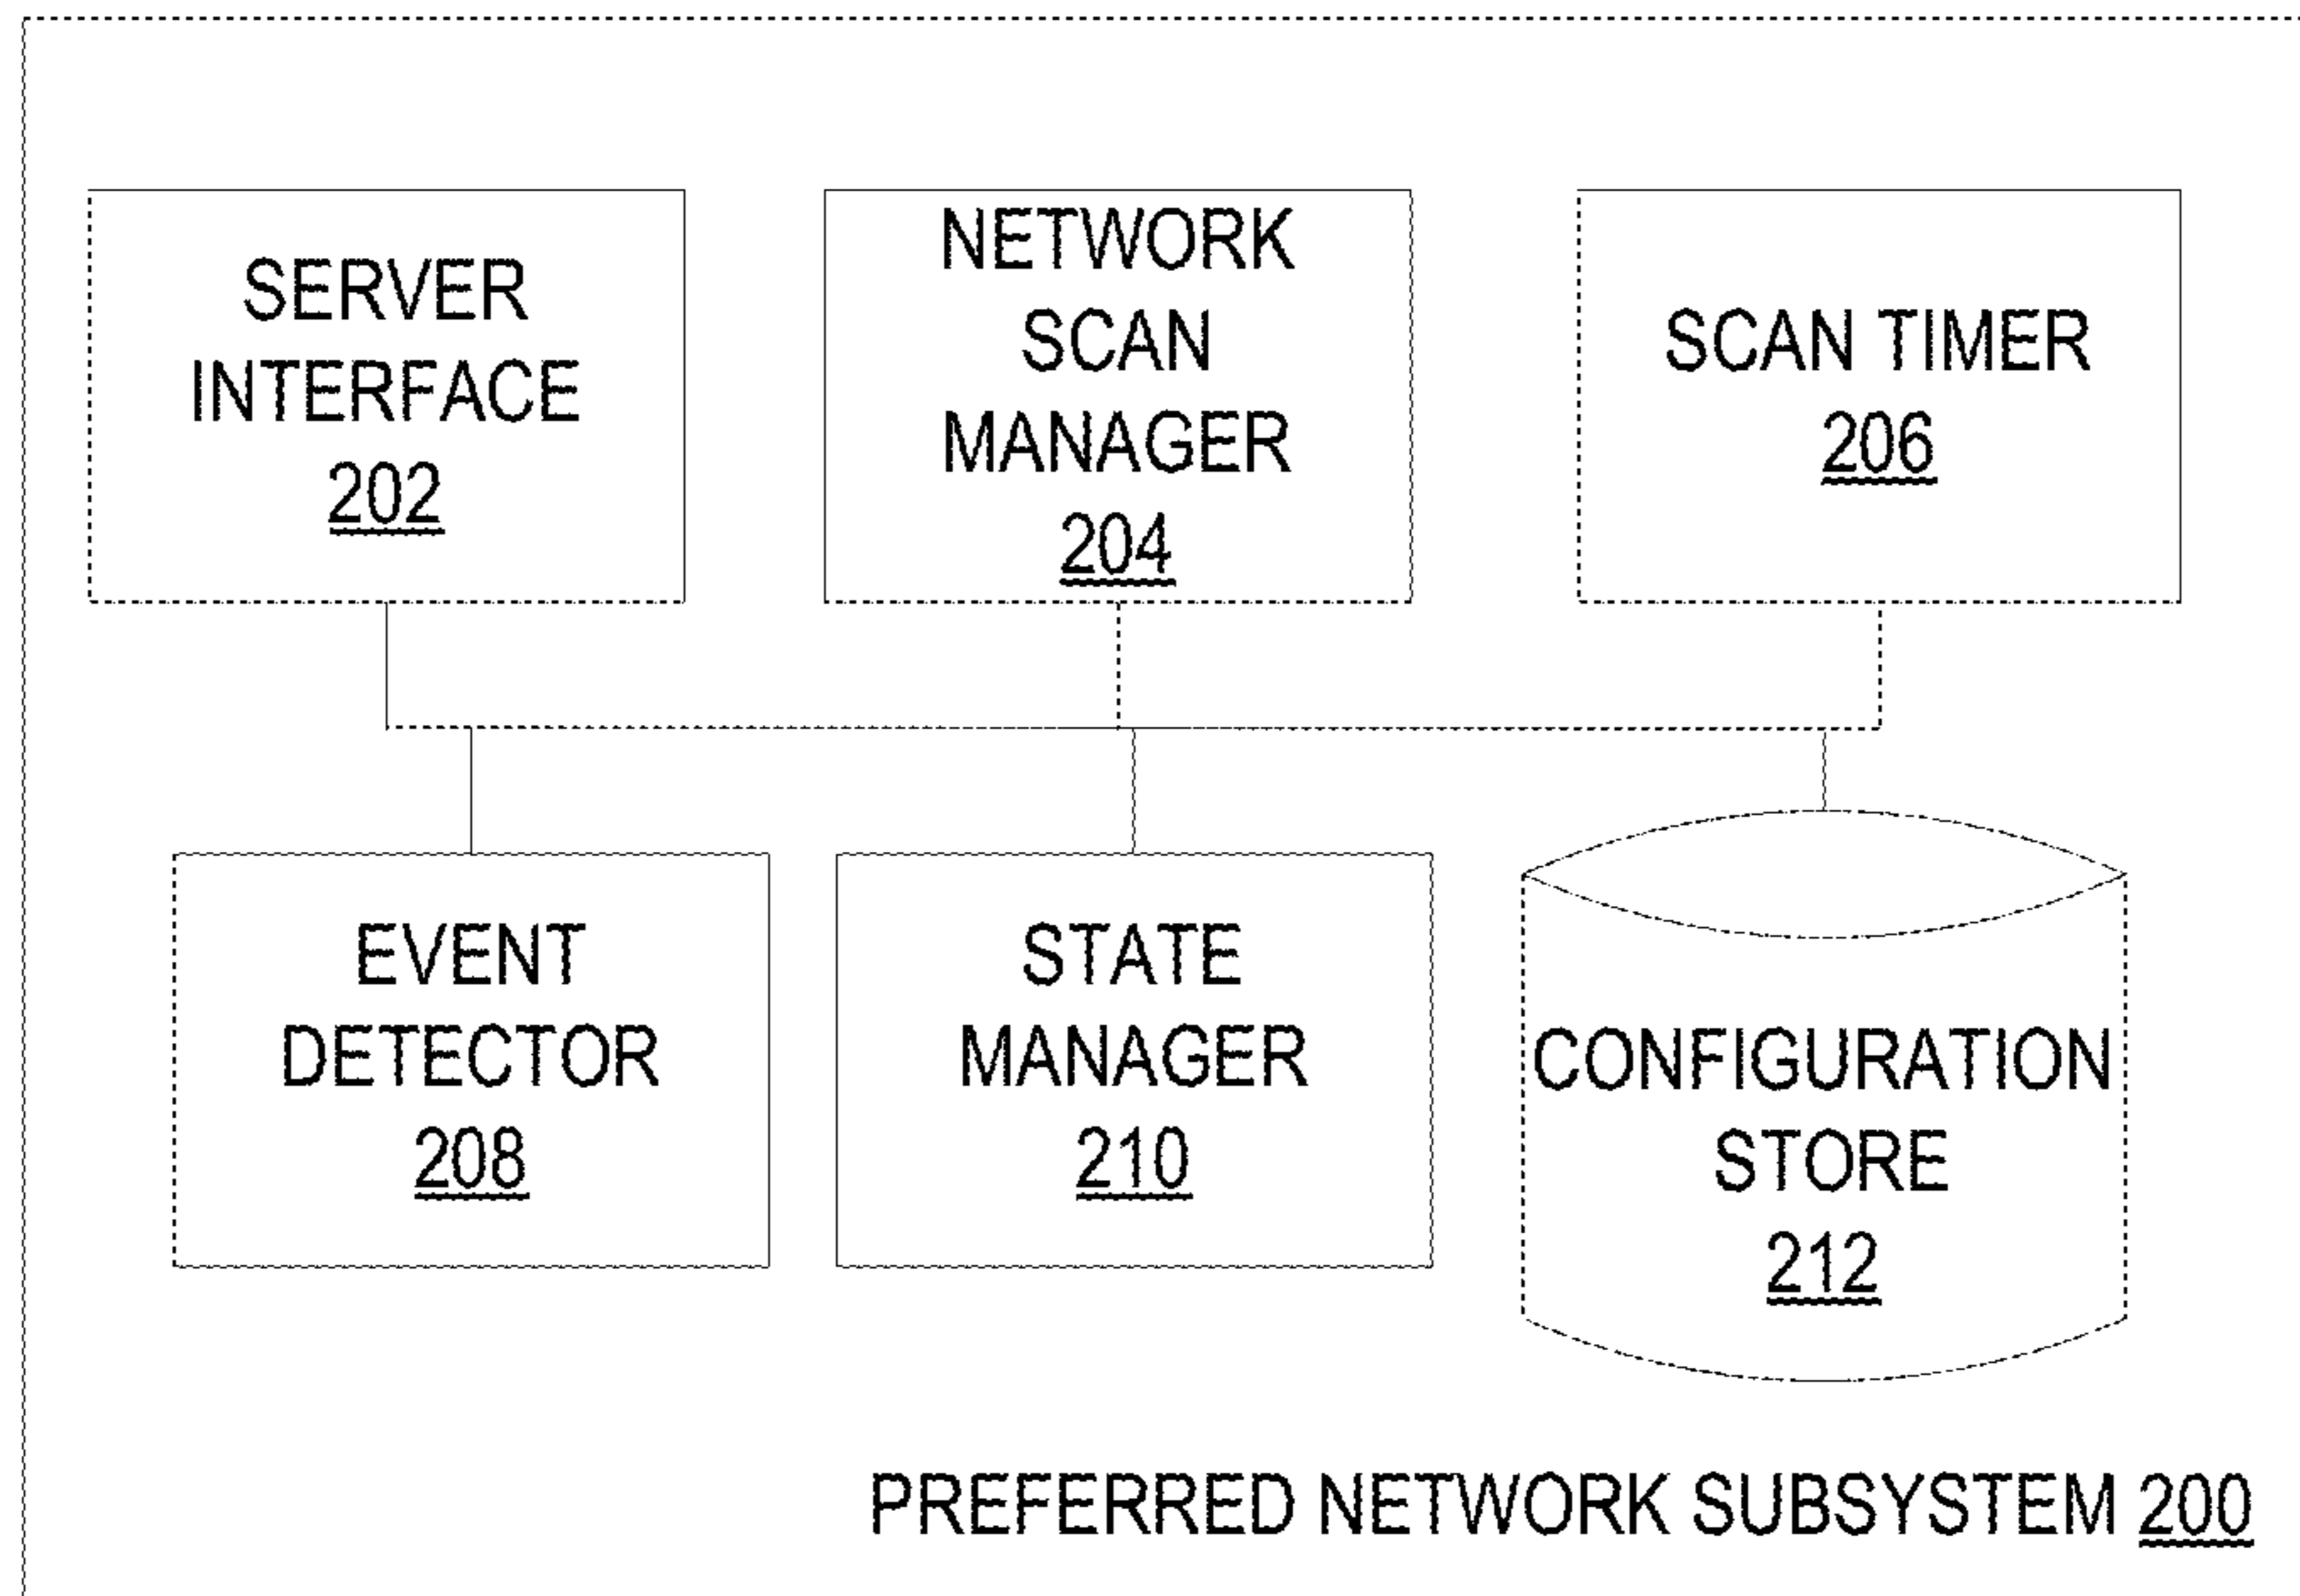 SERVER
INTERFACE
202
NETWORK
SCAN
MANAGER
204
SCAN TIMER
206
EVENT
DETECTOR
208
STATE
MANAGER
210
CONFIGURATION
STORE
212
PREFERRED NETWORK SUBSYSTEM 200